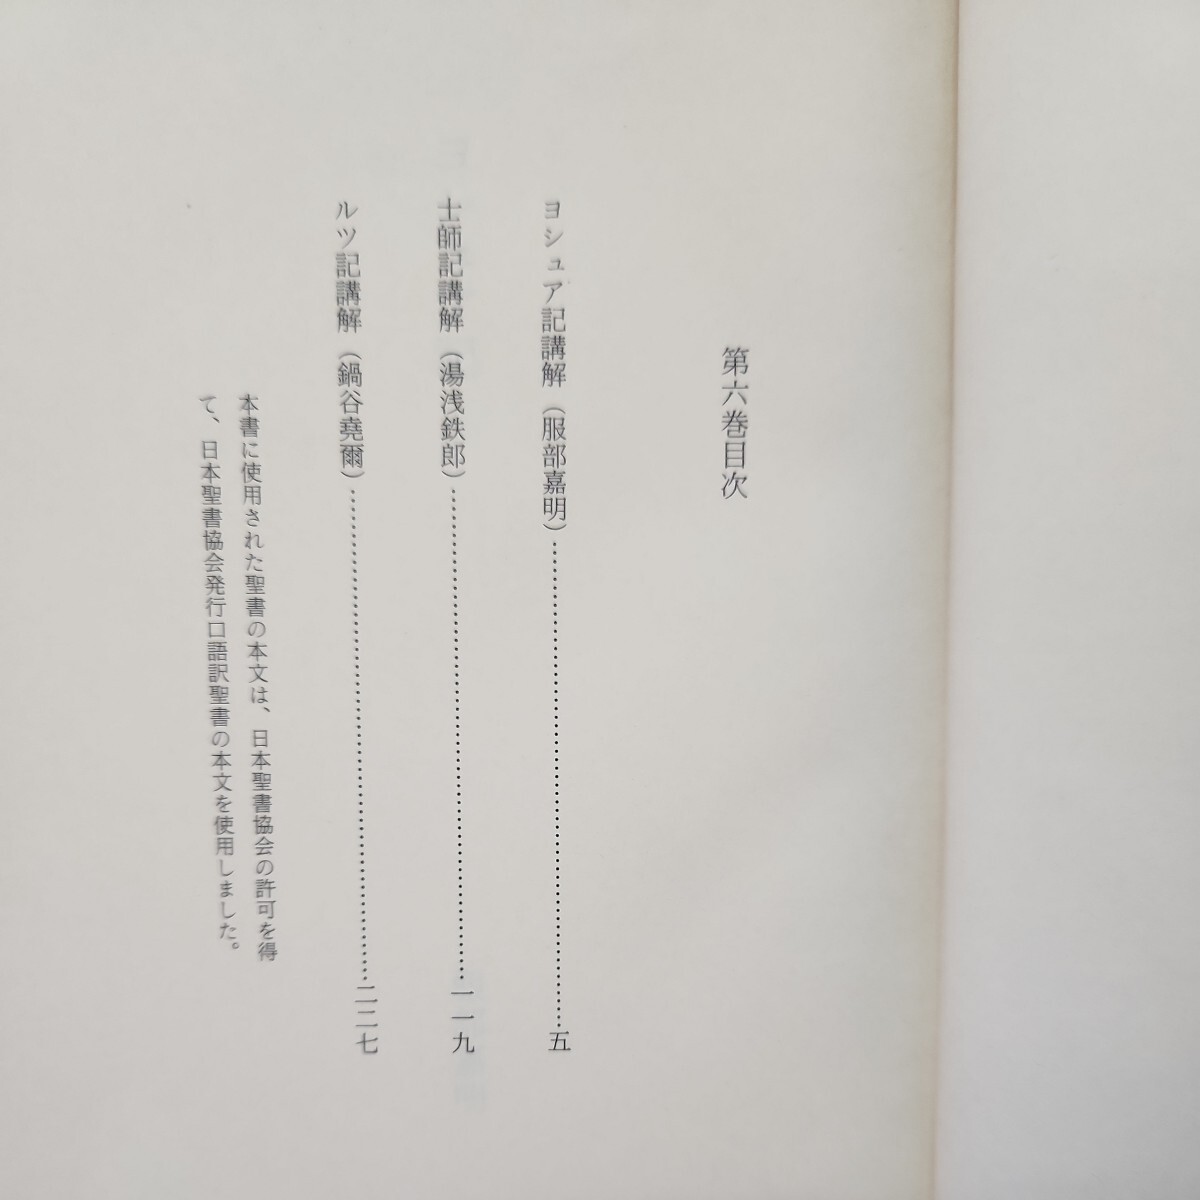 第六巻目次
ヨシュア記講解（服部嘉明）……………………………………五
士師記講解（湯浅鉄郎）……………………………………一一九
ルツ記講解（鍋谷堯爾）……………………………………二二七
本書に使用された聖書の本文は、日本聖書協会の許可を得
て、日本聖書協会発行口語訳聖書の本文を使用しました。